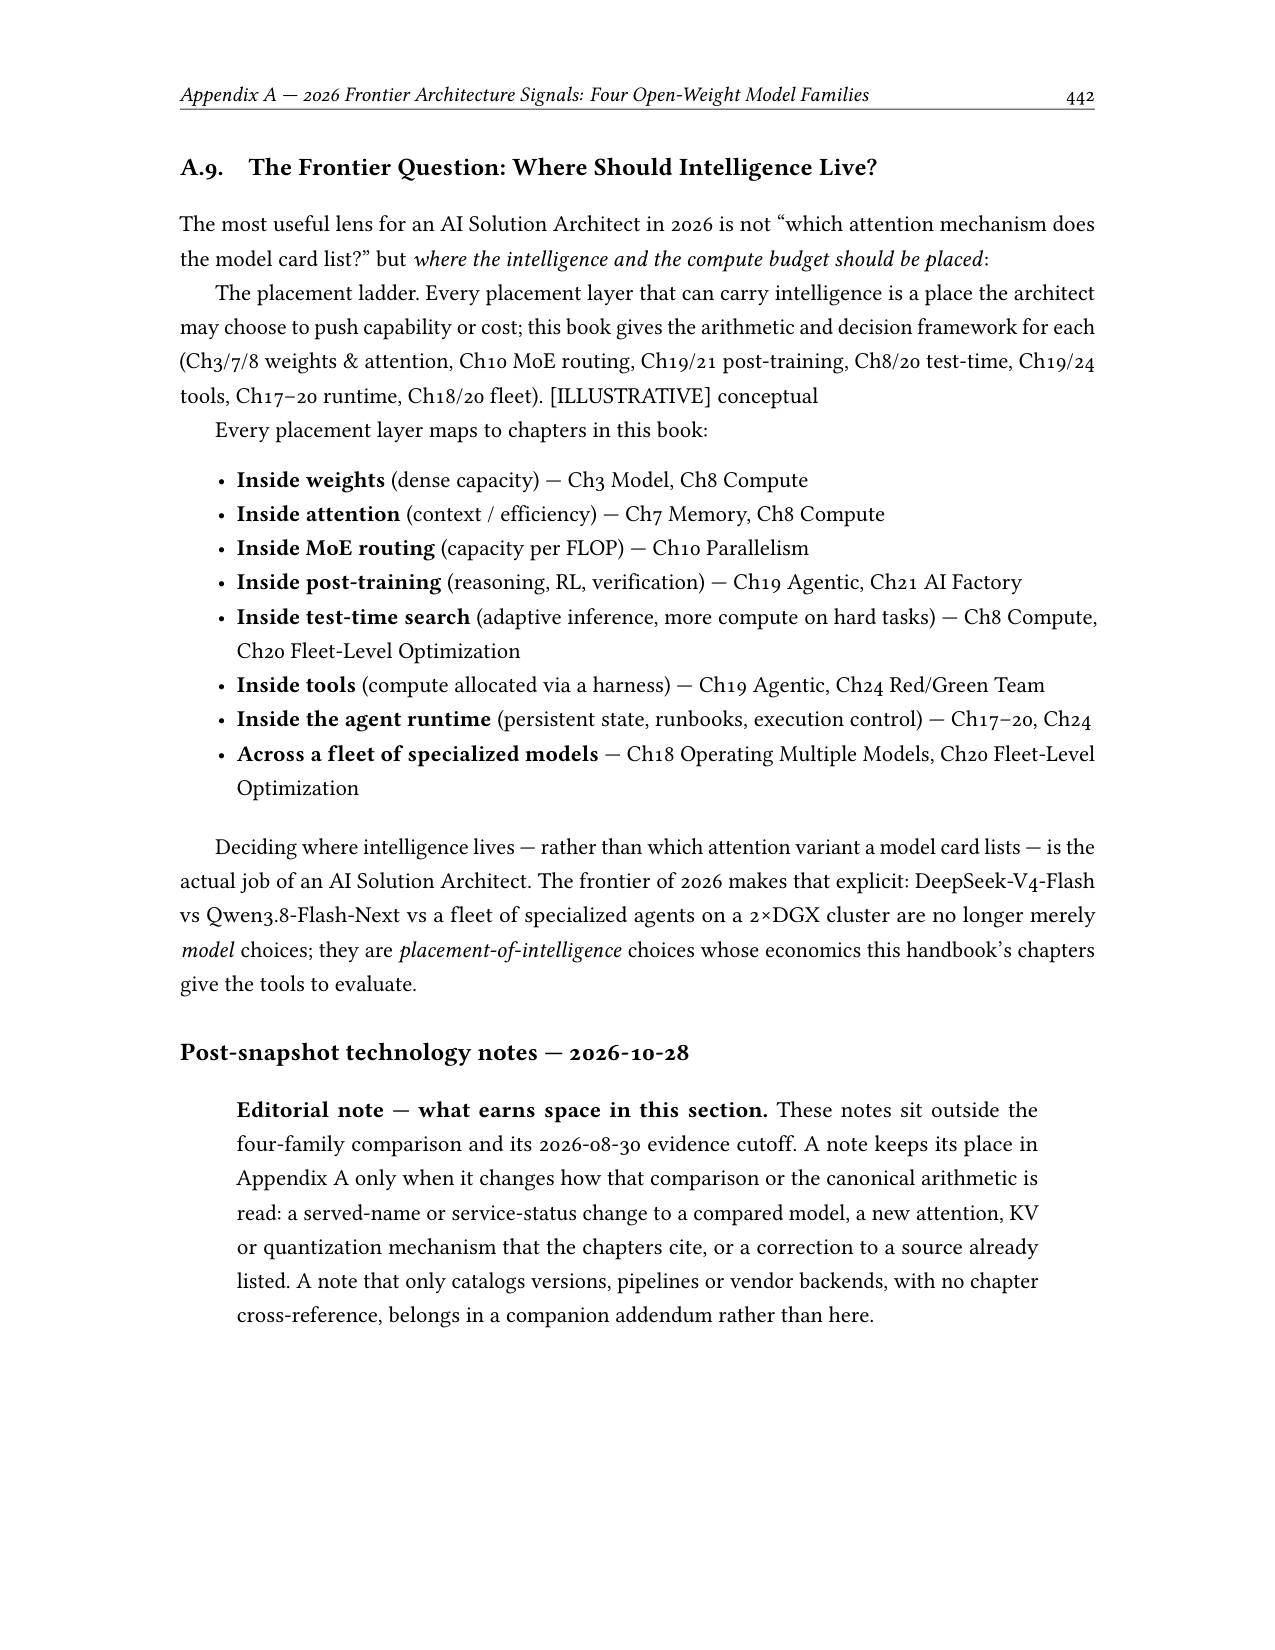 Appendix A — 2026 Frontier Architecture Signals: Four Open-Weight Model Families 442
A.9. The Frontier Question: Where Should Intelligence Live?
The most useful lens for an AI Solution Architect in 2026 is not “which attention mechanism does
the model card list?” but where the intelligence and the compute budget should be placed:
The placement ladder. Every placement layer that can carry intelligence is a place the architect
may choose to push capability or cost; this book gives the arithmetic and decision framework for each
(Ch3/7/8 weights & attention, Ch10 MoE routing, Ch19/21 post-training, Ch8/20 test-time, Ch19/24
tools, Ch17–20 runtime, Ch18/20 fleet). [ILLUSTRATIVE] conceptual
Every placement layer maps to chapters in this book:
• Inside weights (dense capacity) — Ch3 Model, Ch8 Compute
• Inside attention (context / efficiency) — Ch7 Memory, Ch8 Compute
• Inside MoE routing (capacity per FLOP) — Ch10 Parallelism
• Inside post-training (reasoning, RL, verification) — Ch19 Agentic, Ch21 AI Factory
• Inside test-time search (adaptive inference, more compute on hard tasks) — Ch8 Compute,
Ch20 Fleet-Level Optimization
• Inside tools (compute allocated via a harness) — Ch19 Agentic, Ch24 Red/Green Team
• Inside the agent runtime (persistent state, runbooks, execution control) — Ch17–20, Ch24
• Across a fleet of specialized models — Ch18 Operating Multiple Models, Ch20 Fleet-Level
Optimization
Deciding where intelligence lives — rather than which attention variant a model card lists — is the
actual job of an AI Solution Architect. The frontier of 2026 makes that explicit: DeepSeek-V4-Flash
vs Qwen3.8-Flash-Next vs a fleet of specialized agents on a 2×DGX cluster are no longer merely
model choices; they are placement-of-intelligence choices whose economics this handbook’s chapters
give the tools to evaluate.
Post-snapshot technology notes — 2026-10-28
Editorial note — what earns space in this section. These notes sit outside the
four-family comparison and its 2026-08-30 evidence cutoff. A note keeps its place in
Appendix A only when it changes how that comparison or the canonical arithmetic is
read: a served-name or service-status change to a compared model, a new attention, KV
or quantization mechanism that the chapters cite, or a correction to a source already
listed. A note that only catalogs versions, pipelines or vendor backends, with no chapter
cross-reference, belongs in a companion addendum rather than here.